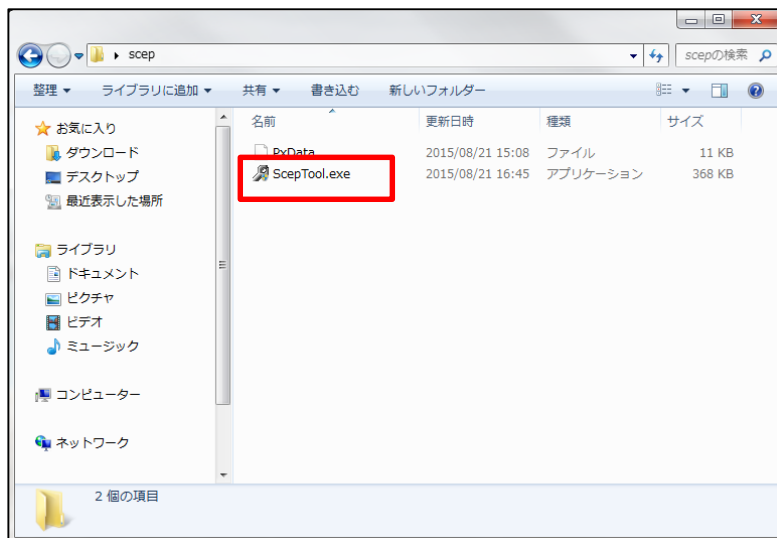 scep
scepの検索
整理
ライブラリに追加
共有
書き込む
新しいフォルダー
お気に入り
ダウンロード
デスクトップ
最近表示した場所
ライブラリ
ドキュメント
ピクチャ
ビデオ
ミュージック
コンピューター
ネットワーク
名前 更新日時 種類 サイズ
PxData 2015/08/21 15:08 ファイル 11 KB
ScepTool.exe 2015/08/21 16:45 アプリケーション 368 KB
2 個の項目